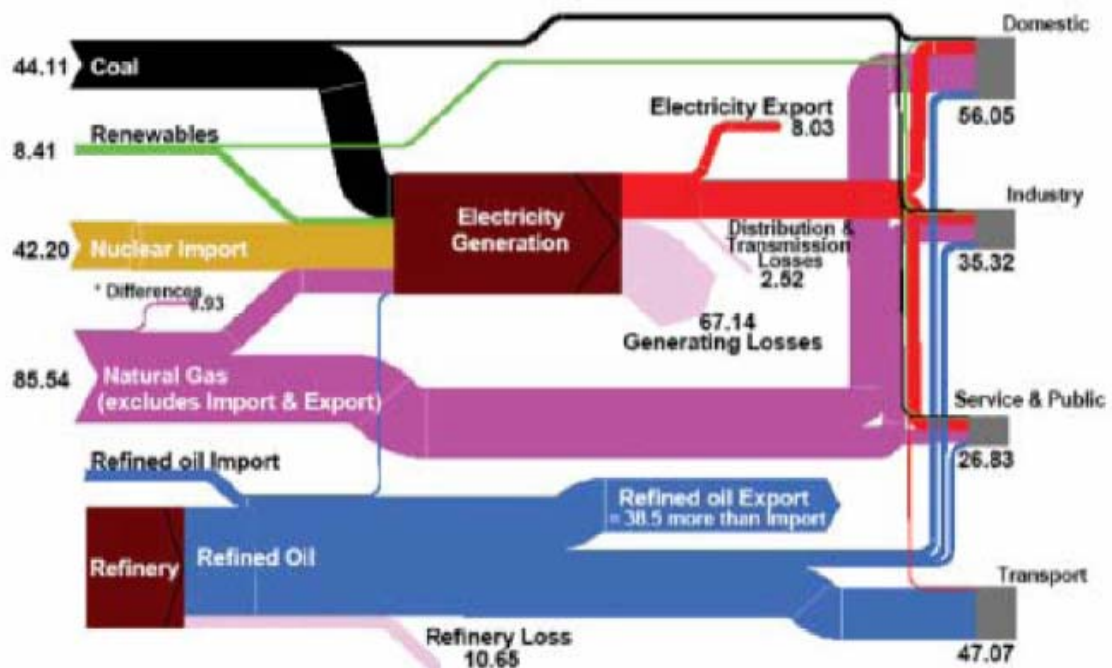 Domestic
44.11 Coal
56.05
Electricity Export
8.03
Renewables
8.41
Industry
35.32
Electricity
Generation
Nuclear Import
42.20
Distribution &
Transmission
Losses
2.52
* Differences
67.14
Generating Losses
85.54
Natural Gas
(excludes Import & Export)
Service & Public
26.83
Refined oil Import
Refined oil Export
= 38.5 more than Import
Refinery
Refined Oil
Transport
47.07
Refinery Loss
10.65